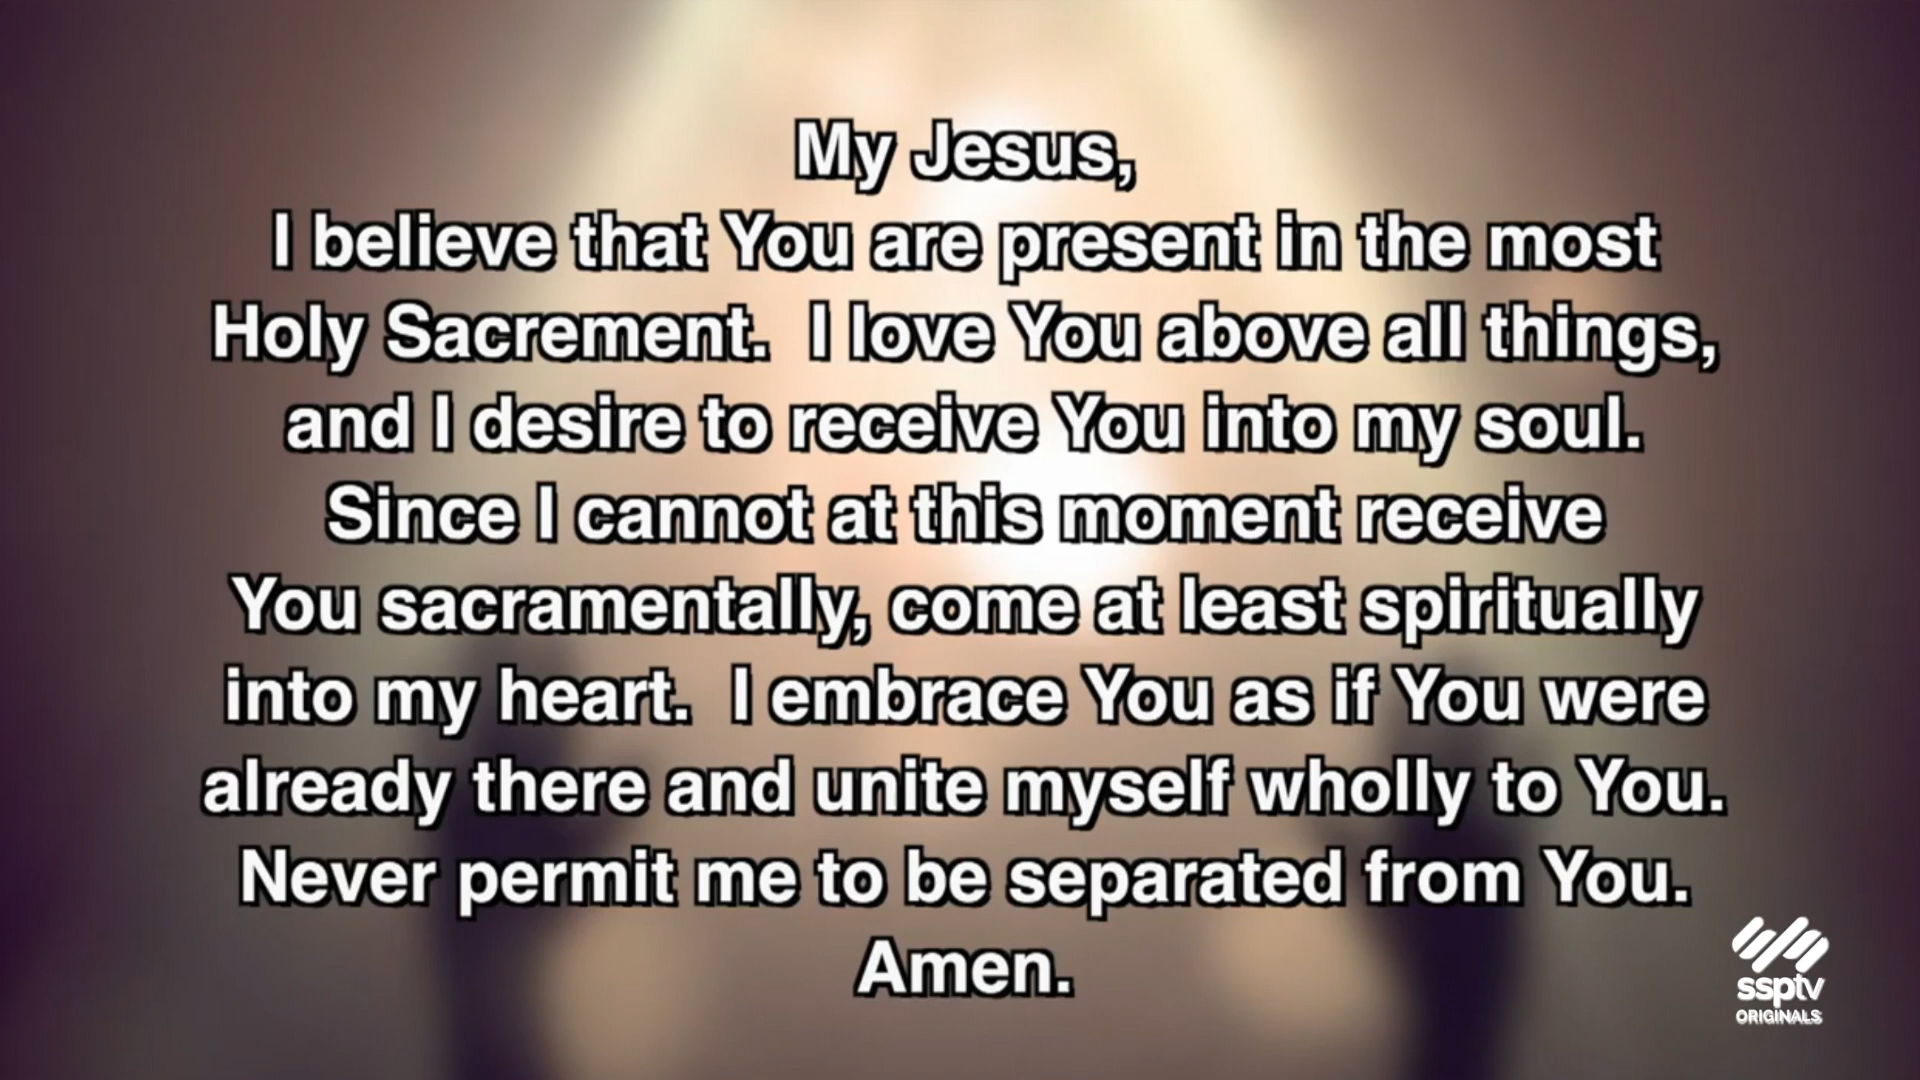 My Jesus,
I believe that You are present in the most
Holy Sacrement.  I love You above all things,
and I desire to receive You into my soul.
Since I cannot at this moment receive
You sacramentally, come at least spiritually
into my heart.  I embrace You as if You were
already there and unite myself wholly to You.
Never permit me to be separated from You.
Amen.
ssptv
ORIGINALS